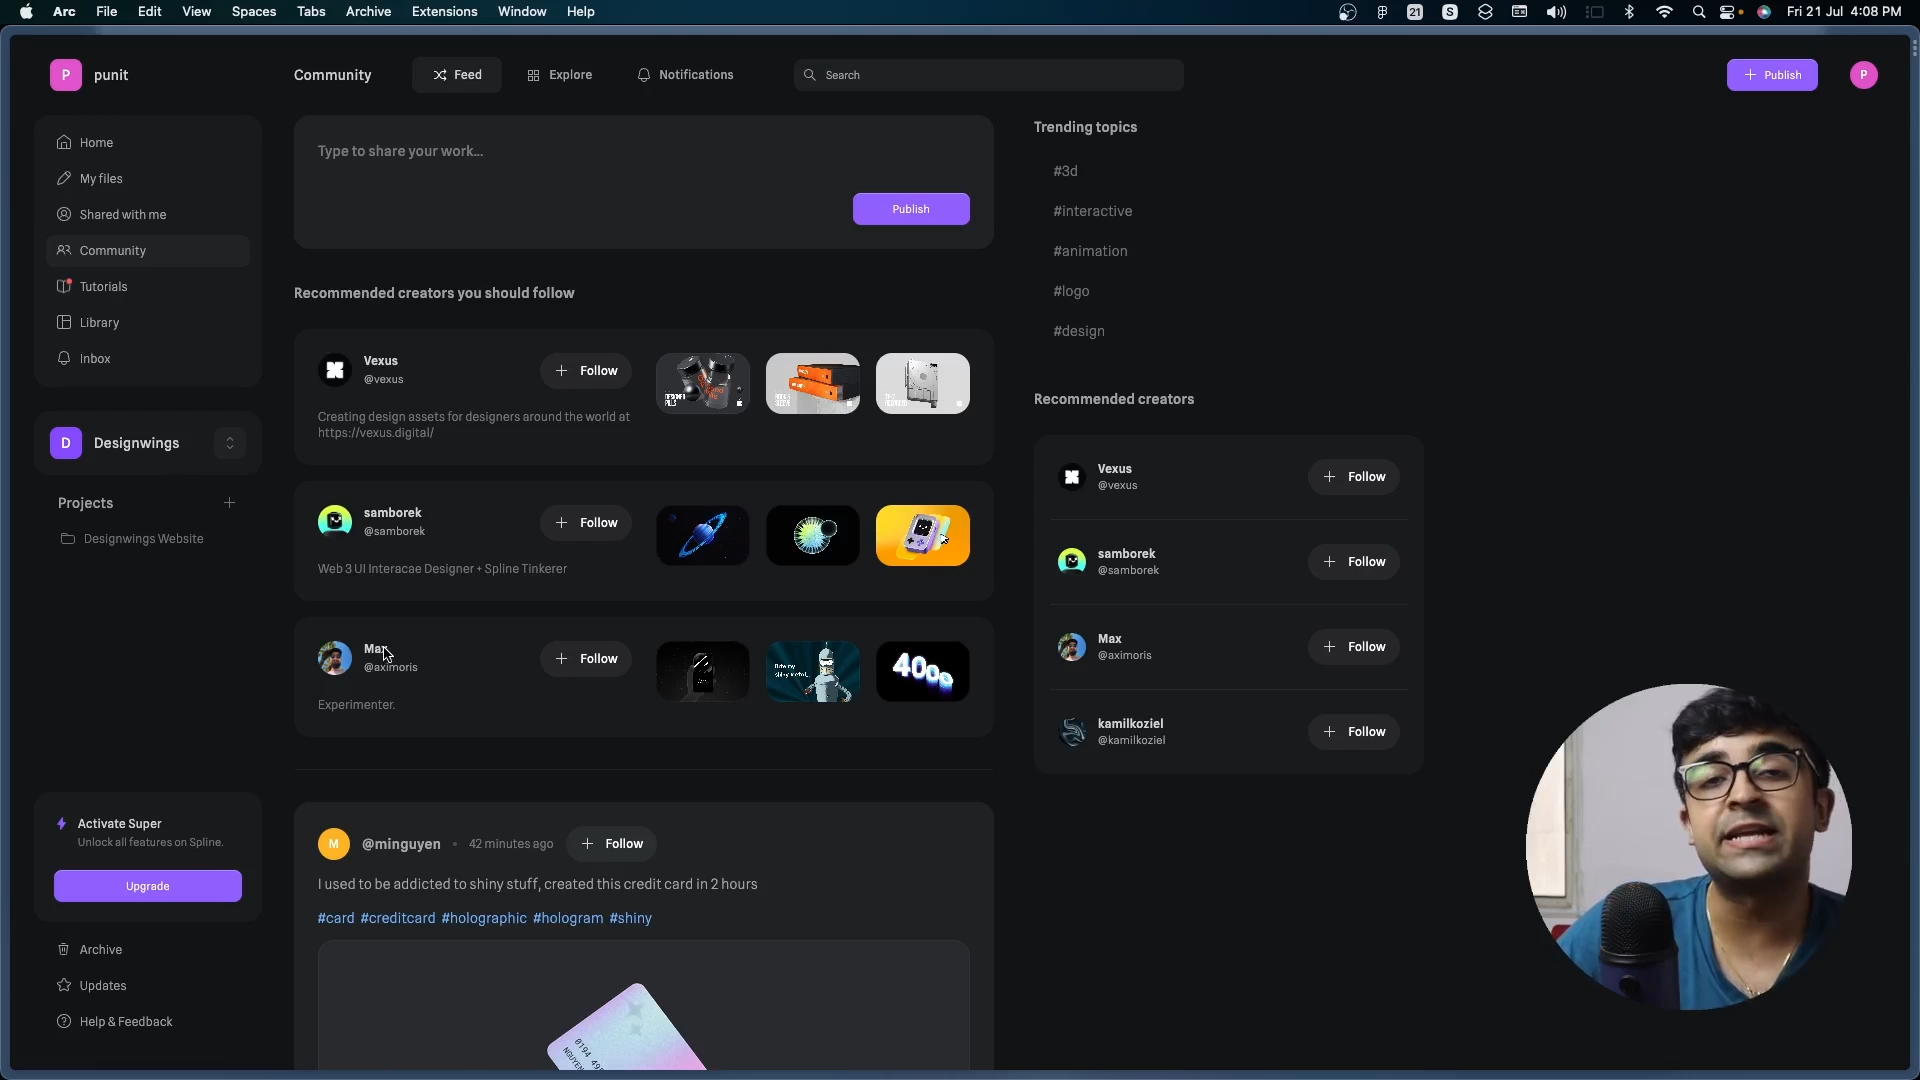 Arc File Edit View Spaces Tabs Archive Extensions Window Help
21 S Fri 21 Jul 4:08 PM
P punit
Community Feed Explore Notifications Search + Publish P
Home
My files
Shared with me
Community
Tutorials
Library
Inbox
D Designwings
Projects
Designwings Website
Activate Super
Unlock all features on Spline.
Upgrade
Archive
Updates
Help & Feedback
Type to share your work...
Publish
Recommended creators you should follow
Vexus
@vexus
+ Follow
Creating design assets for designers around the world at
https://vexus.digital/
samborek
@samborek
+ Follow
Web 3 UI Interacae Designer + Spline Tinkerer
Max
@aximoris
+ Follow
Experimenter.
400
M @minguyen • 42 minutes ago + Follow
I used to be addicted to shiny stuff, created this credit card in 2 hours
#card #creditcard #holographic #hologram #shiny
0194
NGUYEN
Trending topics
#3d
#interactive
#animation
#logo
#design
Recommended creators
Vexus
@vexus
+ Follow
samborek
@samborek
+ Follow
Max
@aximoris
+ Follow
kamilkoziel
@kamilkoziel
+ Follow